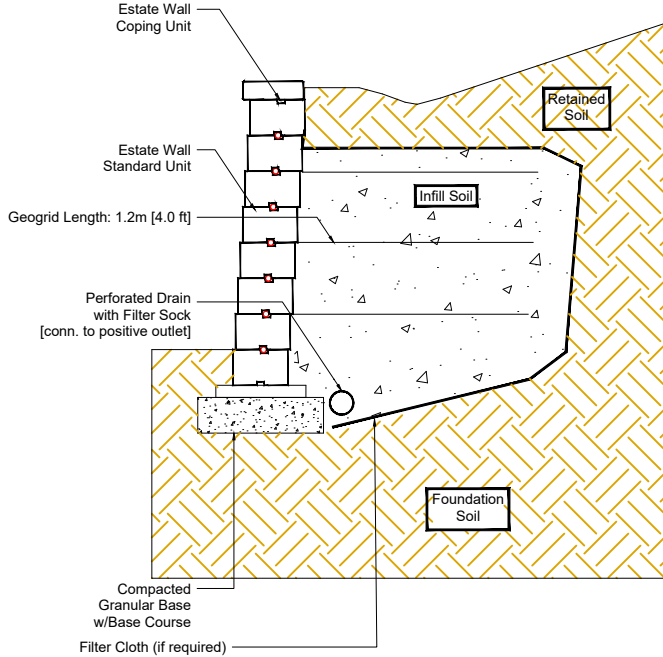 Estate Wall
Coping Unit
Retained
Soil
Estate Wall
Standard Unit
Infill Soil
Geogrid Length: 1.2m [4.0 ft]
Perforated Drain
with Filter Sock
[conn. to positive outlet]
Foundation
Soil
Compacted
Granular Base
w/Base Course
Filter Cloth (if required)